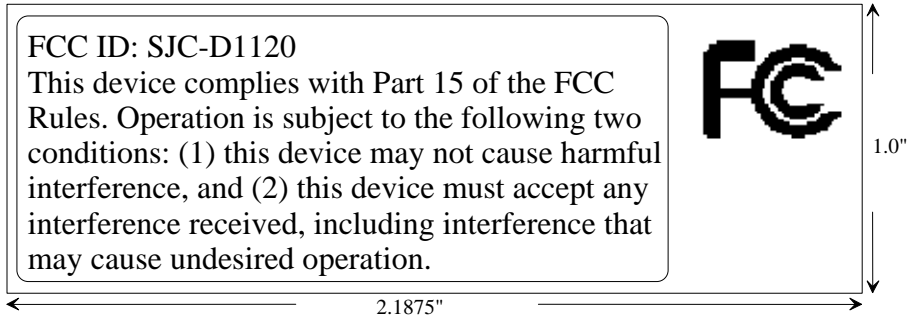 FCC ID: SJC-D1120
This device complies with Part 15 of the FCC
Rules. Operation is subject to the following two
conditions: (1) this device may not cause harmful
interference, and (2) this device must accept any
interference received, including interference that
may cause undesired operation.
FCC
1.0"
2.1875"